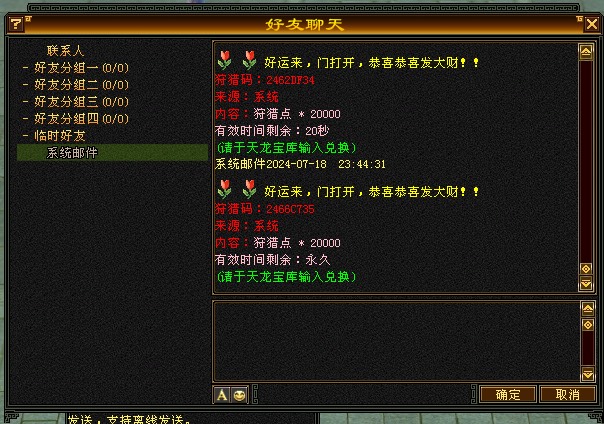 好友聊天
联系人
- 好友分组一(0/0)
- 好友分组二(0/0)
- 好友分组三(0/0)
- 好友分组四(0/0)
- 临时好友
系统邮件
好运来，门打开，恭喜恭喜发大财！！
狩猎码：2462DF34
来源：系统
内容：狩猎点 * 20000
有效时间剩余：20秒
(请于天龙宝库输入兑换)
系统邮件2024-07-18 23:44:31
好运来，门打开，恭喜恭喜发大财！！
狩猎码：2466C735
来源：系统
内容：狩猎点 * 20000
有效时间剩余：永久
(请于天龙宝库输入兑换)
A
确定
取消
发送，支持离线发送。